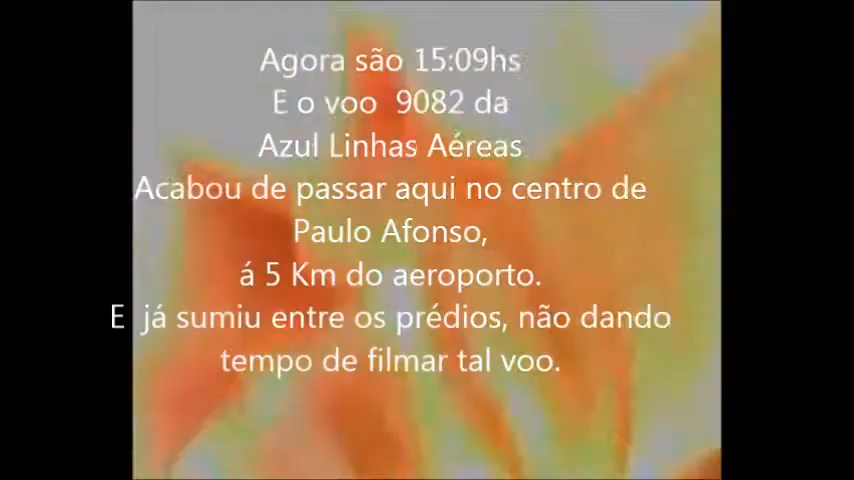 Agora são 15:09hs
E o voo 9082 da
Azul Linhas Aéreas
Acabou de passar aqui no centro de
Paulo Afonso,
á 5 Km do aeroporto.
E já sumiu entre os prédios, não dando
tempo de filmar tal voo.